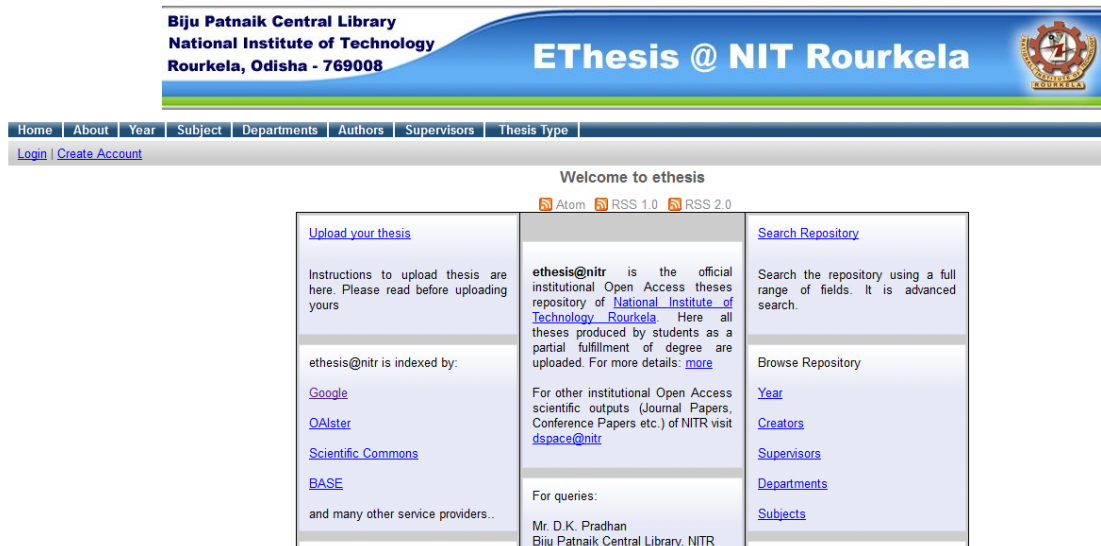 Biju Patnaik Central Library
National Institute of Technology
Rourkela, Odisha - 769008
EThesis @ NIT Rourkela
ROURKELA
Home | About | Year | Subject | Departments | Authors | Supervisors | Thesis Type
Login | Create Account
Welcome to ethesis
Atom RSS 1.0 RSS 2.0
Upload your thesis
Instructions to upload thesis are
here. Please read before uploading
yours
ethesis@nitr is indexed by:
Google
OAIster
Scientific Commons
BASE
and many other service providers..
ethesis@nitr is the official
institutional Open Access theses
repository of National Institute of
Technology Rourkela. Here all
theses produced by students as a
partial fulfillment of degree are
uploaded. For more details: more
For other institutional Open Access
scientific outputs (Journal Papers,
Conference Papers etc.) of NITR visit
dspace@nitr
For queries:
Mr. D.K. Pradhan
Biju Patnaik Central Library, NITR
Search Repository
Search the repository using a full
range of fields. It is advanced
search.
Browse Repository
Year
Creators
Supervisors
Departments
Subjects